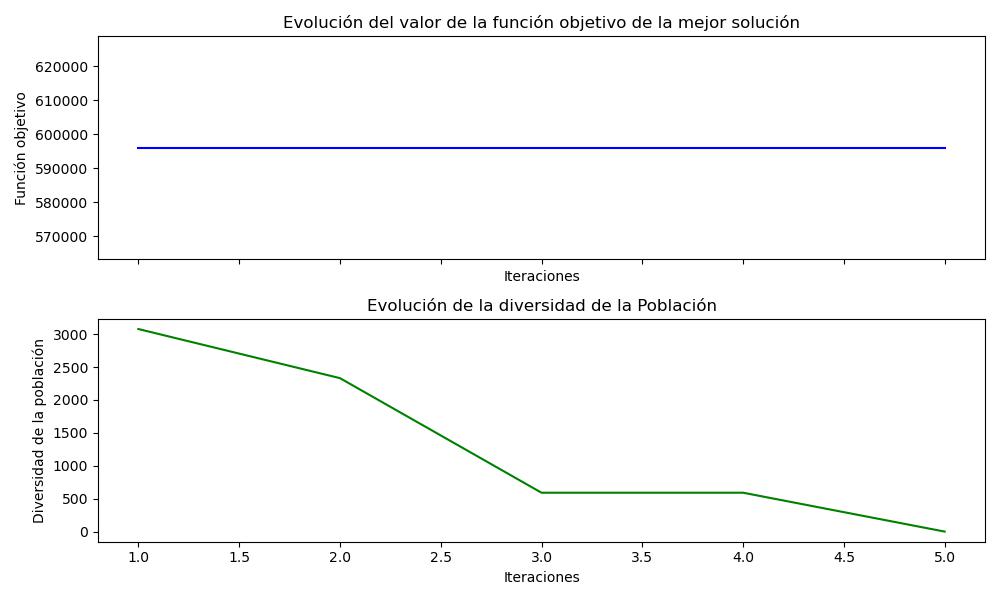 Evolución del valor de la función objetivo de la mejor solución
620000
610000
600000
590000
580000
570000
Función objetivo
Iteraciones
Evolución de la diversidad de la Población
3000
2500
2000
1500
1000
500
0
Diversidad de la población
1.0 1.5 2.0 2.5 3.0 3.5 4.0 4.5 5.0
Iteraciones